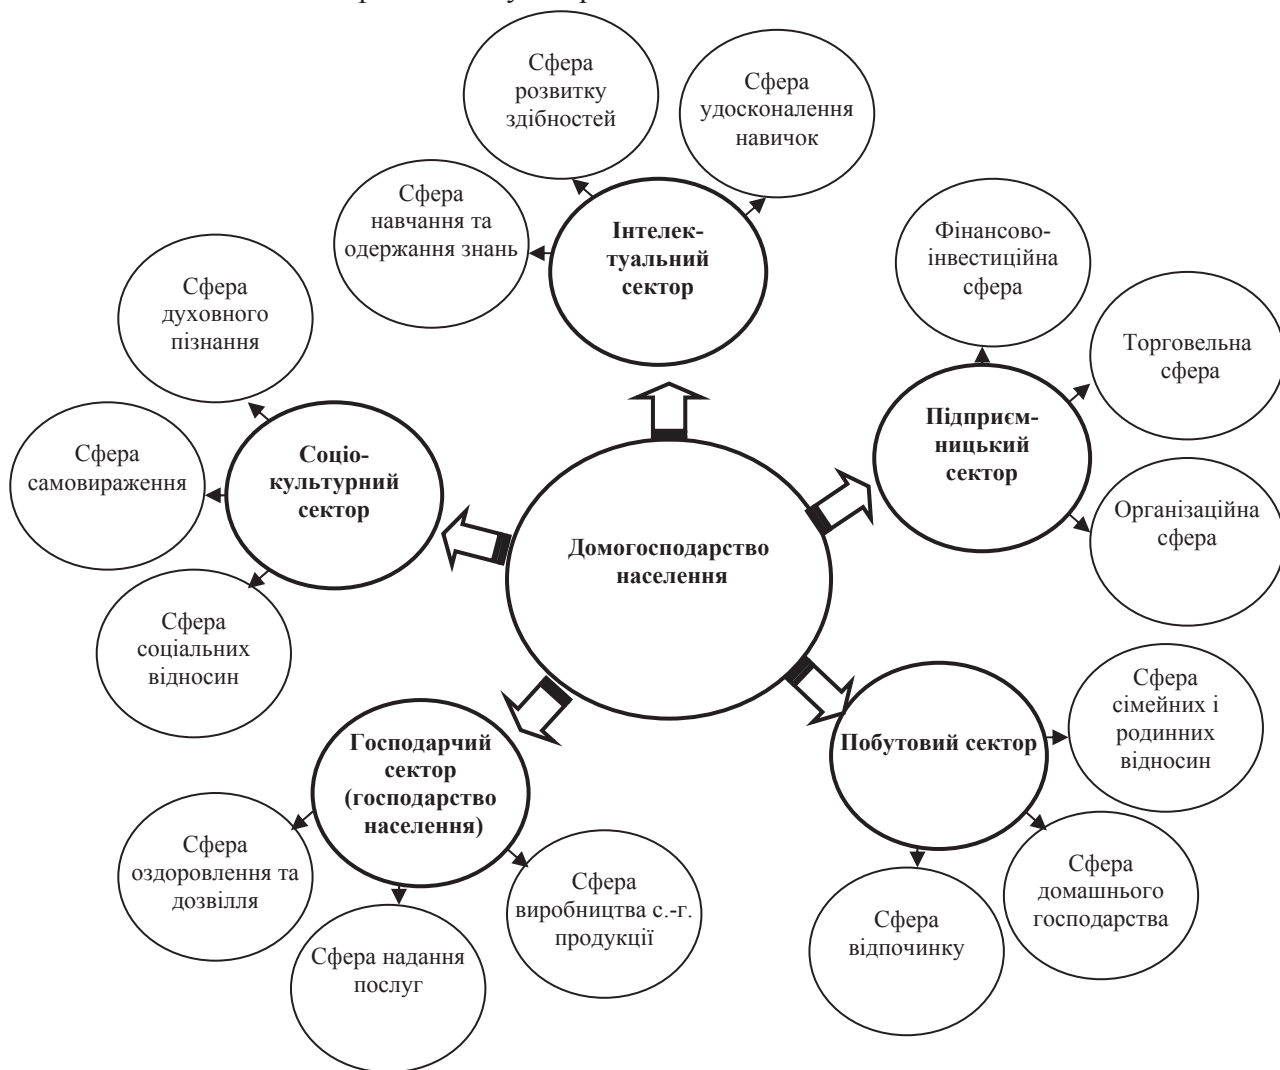 Сфера
розвитку
здібностей
Сфера
удосконалення
навичок
Сфера
навчання та
одержання знань
Інтелек-
туальний
сектор
Фінансово-
інвестиційна
сфера
Сфера
духовного
пізнання
Торговельна
сфера
Підприєм-
ницький
сектор
Сфера
самовираження
Соціо-
культурний
сектор
Організаційна
сфера
Домогосподарство
населення
Сфера
соціальних
відносин
Сфера
сімейних і
родинних
відносин
Господарчий
сектор
(господарство
населення)
Побутовий сектор
Сфера
оздоровлення та
дозвілля
Сфера
виробництва с.-г.
продукції
Сфера
домашнього
господарства
Сфера
відпочинку
Сфера надання
послуг